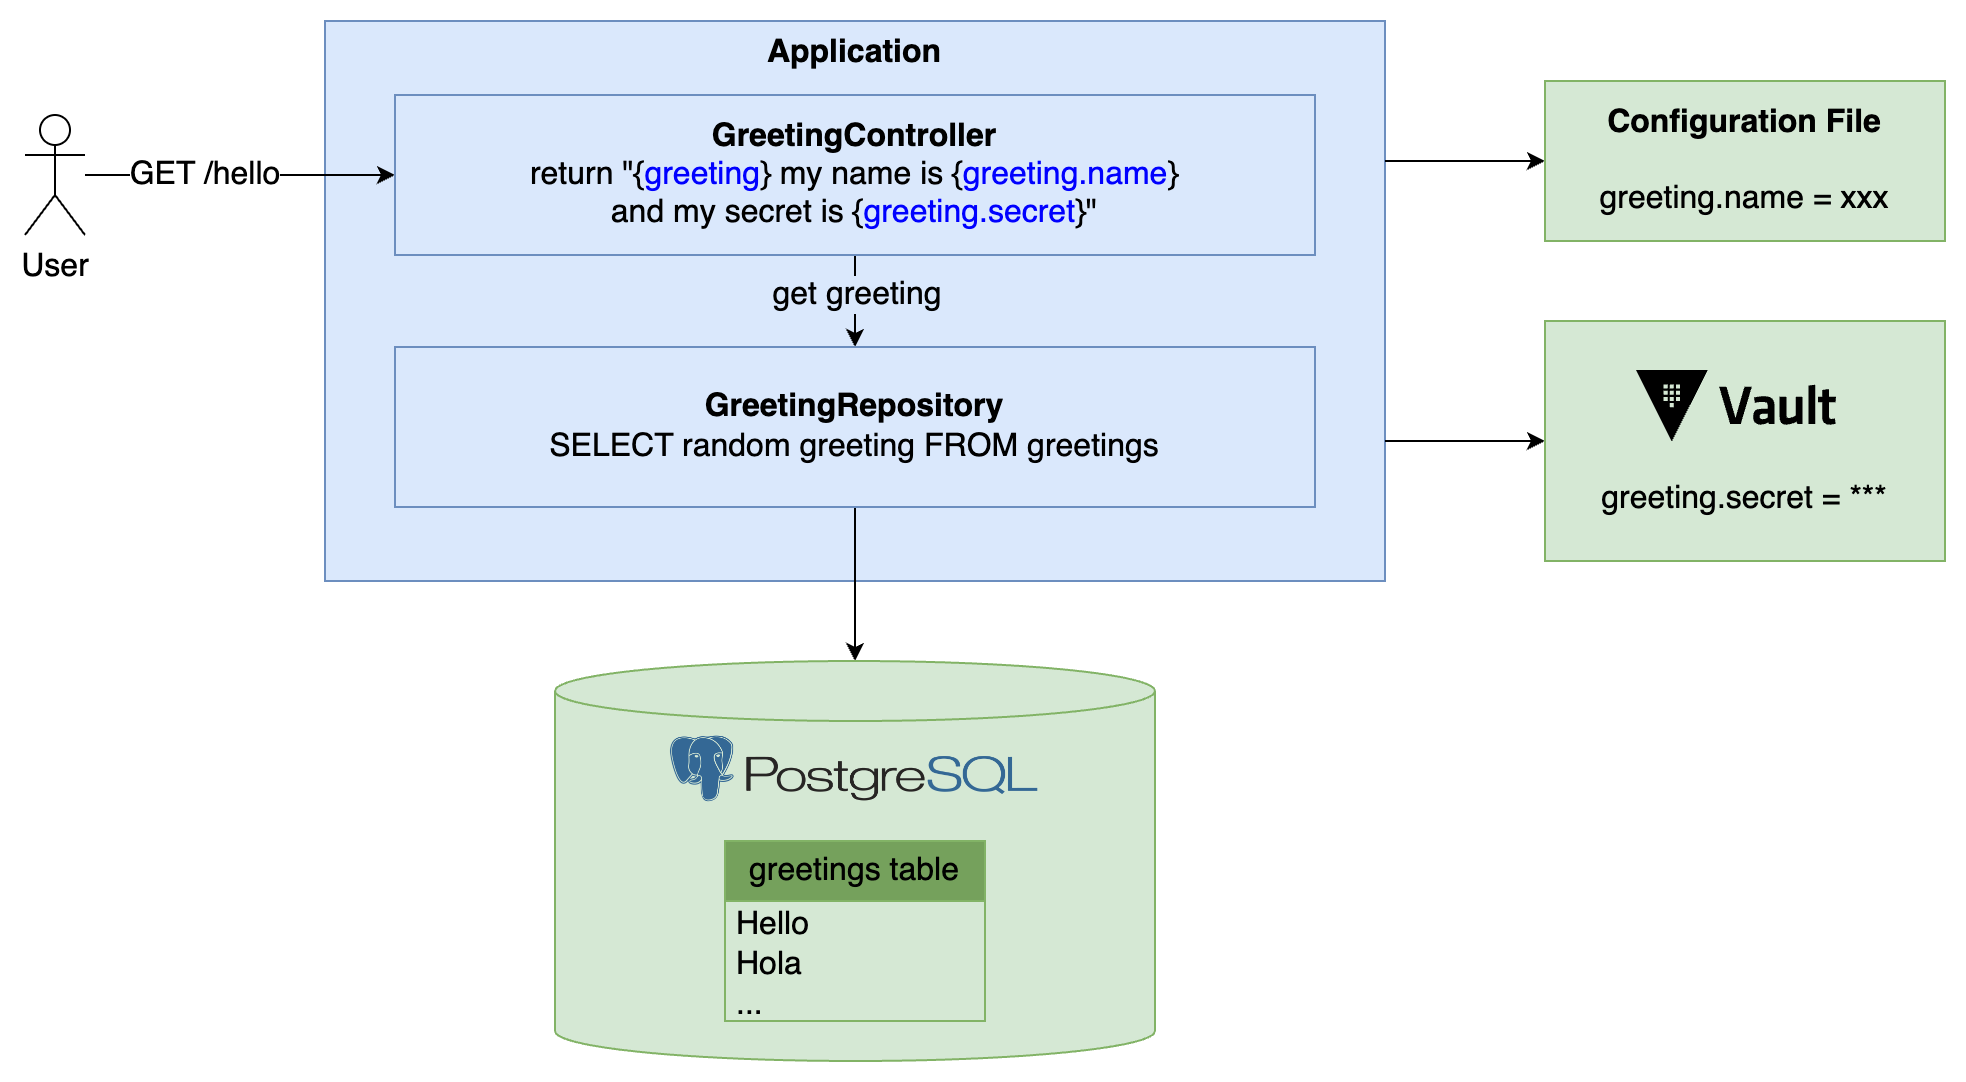 Application
GreetingController
return "{greeting} my name is {greeting.name}
and my secret is {greeting.secret}"
GET /hello
User
get greeting
GreetingRepository
SELECT random greeting FROM greetings
Configuration File
greeting.name = xxx
Vault
greeting.secret = ***
PostgreSQL
greetings table
Hello
Hola
...